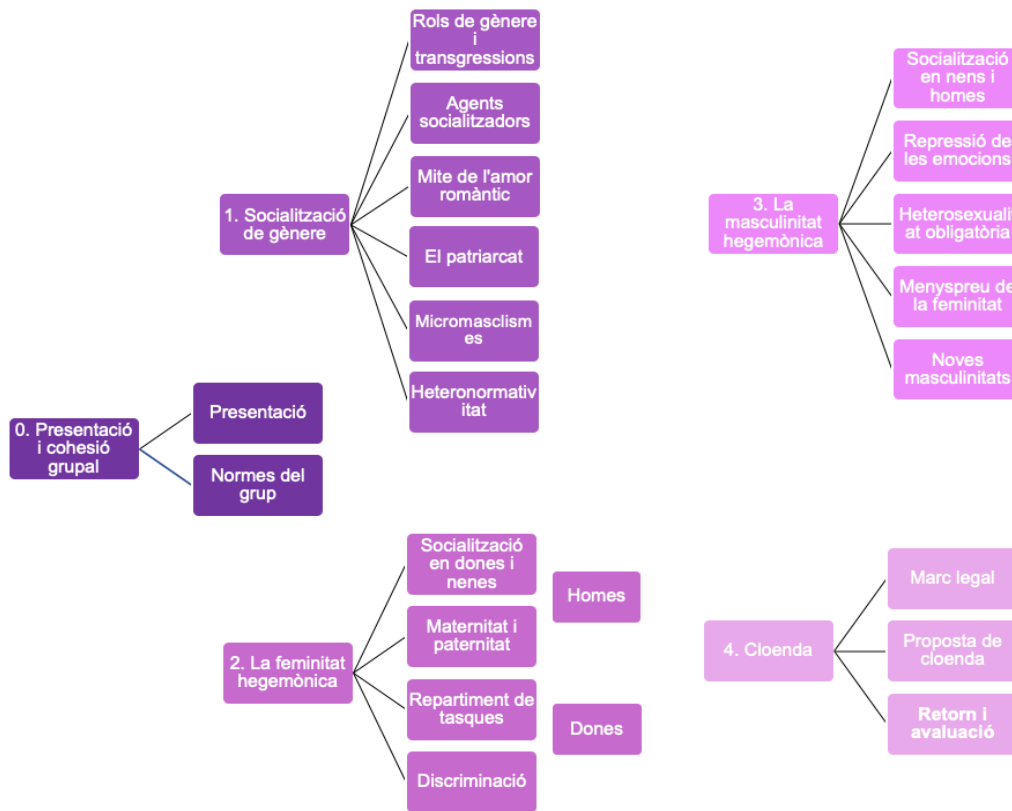 0. Presentació
i cohesió
grupal
Presentació
Normes del
grup
1. Socialització
de gènere
Rols de gènere
i
transgressions
Agents
socialitzadors
Mite de l'amor
romàntic
El patriarcat
Micromasclism
es
Heteronormativ
itat
2. La feminitat
hegemònica
Socialització
en dones i
nenes
Maternitat i
paternitat
Repartiment de
tasques
Discriminació
Homes
Dones
3. La
masculinitat
hegemònica
Socialització
en nens i
homes
Repressió de
les emocions
Heterosexuali
at obligatòria
Menyspreu de
la feminitat
Noves
masculinitats
4. Cloenda
Marc legal
Proposta de
cloenda
Retorn i
avaluació